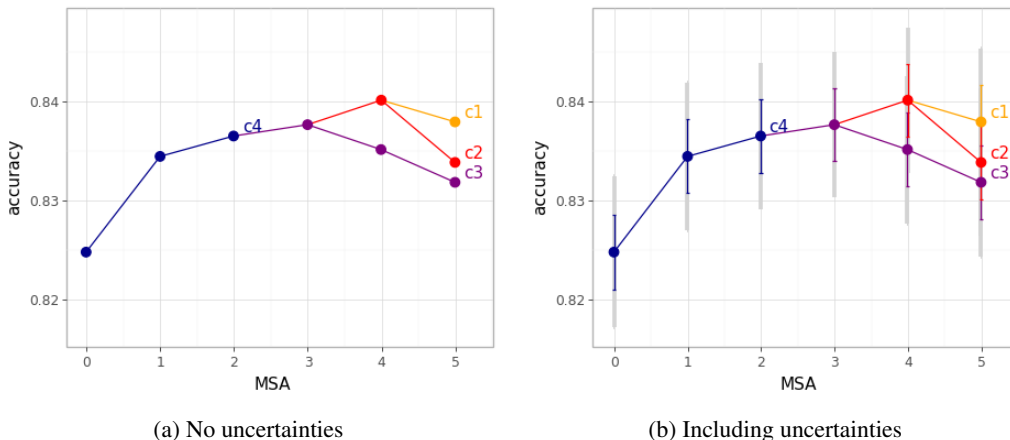 0.84
0.83
0.82
accuracy
c4
c1
c2
c3
0 1 2 3 4 5
MSA
(a) No uncertainties
0.84
0.83
0.82
accuracy
c4
c1
c2
c3
0 1 2 3 4 5
MSA
(b) Including uncertainties